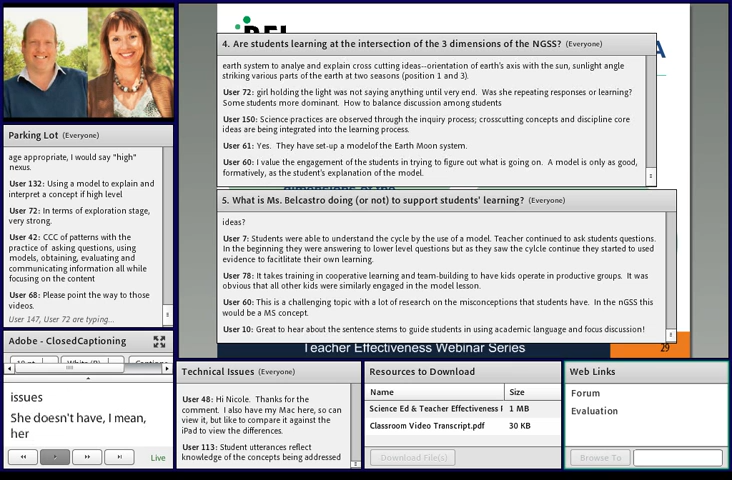 4. Are students learning at the intersection of the 3 dimensions of the NGSS? (Everyone)
earth system to analye and explain cross cutting ideas--orientation of earth's axis with the sun, sunlight angle
striking various parts of the earth at two seasons (position 1 and 3).
User 72: girl holding the light was not saying anything until very end. Was she repeating responses or learning?
Some students more dominant. How to balance discussion among students
User 150: Science practices are observed through the inquiry process; crosscutting concepts and discipline core
ideas are being integrated into the learning process.
User 61: Yes. They have set-up a modelof the Earth Moon system.
User 60: I value the engagement of the students in trying to figure out what is going on. A model is only as good,
formatively, as the student's explanation of the model.
Parking Lot (Everyone)
age appropriate, I would say "high"
nexus.
User 132: Using a model to explain and
interpret a concept if high level
User 72: In terms of exploration stage,
very strong.
User 42: CCC of patterns with the
practice of asking questions, using
models, obtaining, evaluating and
communicating information all while
focusing on the content
User 68: Please point the way to those
videos.
User 147, User 72 are typing...
5. What is Ms. Belcastro doing (or not) to support students' learning? (Everyone)
ideas?
User 7: Students were able to understand the cycle by the use of a model. Teacher continued to ask students questions.
In the beginning they were answering to lower level questions but as they saw the cylcle continue they started to used
evidence to facfilitate their own learning.
User 78: It takes training in cooperative learning and team-building to have kids operate in productive groups. It was
obvious that all other kids were similarly engaged in the model lesson.
User 60: This is a challenging topic with a lot of research on the misconceptions that students have. In the nGSS this
would be a MS concept.
User 10: Great to hear about the sentence stems to guide students in using academic language and focus discussion!
Teacher Effectiveness Webinar Series
29
Adobe - ClosedCaptioning
issues
She doesn't have, I mean,
her
Live
Technical Issues (Everyone)
User 48: Hi Nicole. Thanks for the
comment. I also have my Mac here, so can
view it, but like to compare it against the
iPad to view the differences.
User 113: Student utterances reflect
knowledge of the concepts being addressed
Resources to Download
Name Size
Science Ed & Teacher Effectiveness 1 MB
Classroom Video Transcript.pdf 30 KB
Download File(s)
Web Links
Forum
Evaluation
Browse To